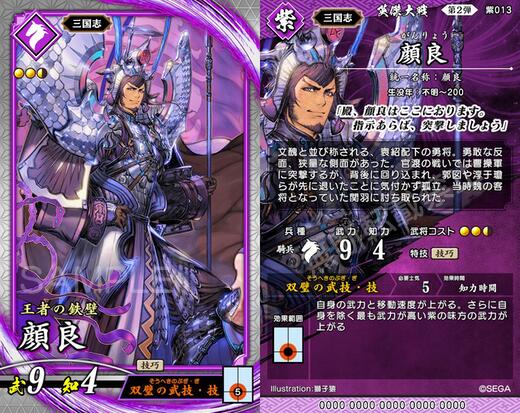 三国志
王者の鉄壁
顔良
技巧
武9 知4
そうへきのぶぎ・ぎ
双璧の武技・技
5
SAMPLE
紫
三国志
英傑大戦
第2弾
紫013
がんりょう
顔良
統一名称:顔良
生没年:不明~200
「殿、顔良はここにおります。
指示あらば、突撃しましょう」
文醜と並び称される、袁紹配下の勇将。勇敢な反
面、狭量な側面があった。官渡の戦いでは曹操軍
に突撃するが、背後に回り込まれ、郭図や淳于瓊
らが先に退いたことに気付かず孤立。当時魏の客
将となっていた関羽に討ち取られた。
兵種 武力 知力 武将コスト
騎兵 9 4 特技 技巧
そうへきのぶぎ・ぎ
双璧の武技・技
必要士気 5
効果時間 知力時間
効果範囲
自身の武力と移動速度が上がる。さらに自
身を除く最も武力が高い紫の味方の武力が
上がる
Illustration:獅子猿
©SEGA
0000 0000 0000 0000 0000